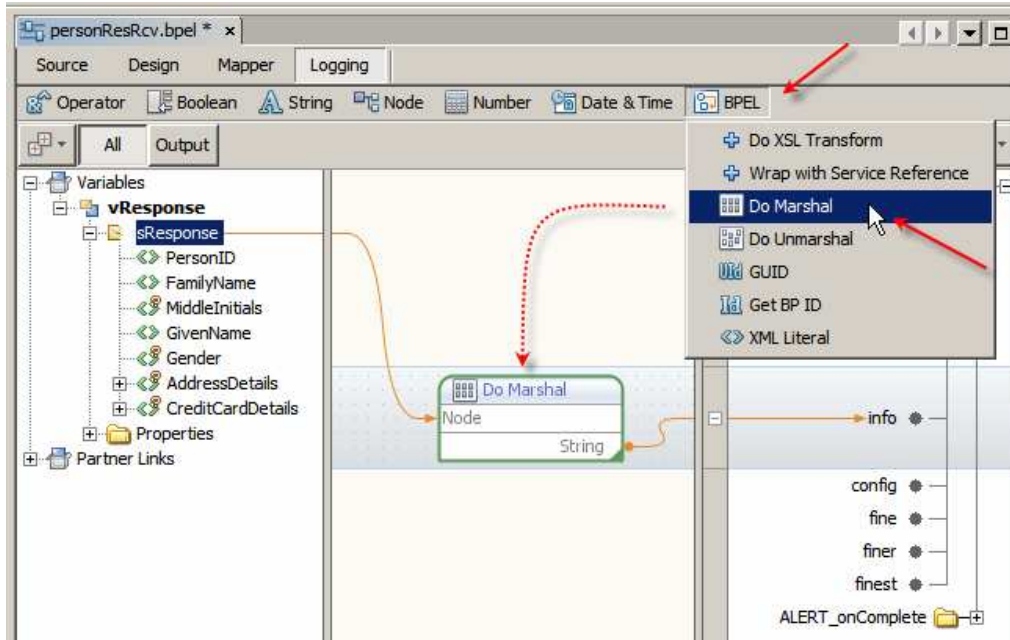 personResRcv.bpel * x
Source Design Mapper Logging
Operator Boolean String Node Number Date & Time BPEL
All Output
Do XSL Transform
Wrap with Service Reference
Do Marshal
Do Unmarshal
GUID
Get BP ID
XML Literal
Variables
vResponse
sResponse
PersonID
FamilyName
MiddleInitials
GivenName
Gender
AddressDetails
CreditCardDetails
Properties
Partner Links
Do Marshal
Node
String
info
config
fine
finer
finest
ALERT_onComplete